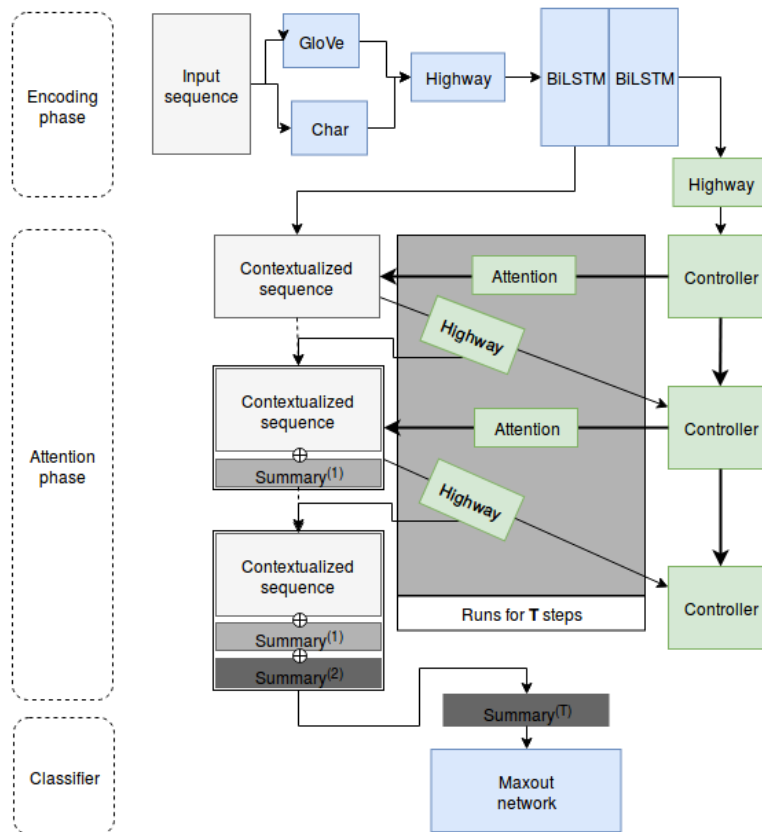 Encoding
phase
Input
sequence
GloVe
Char
Highway
BiLSTM
BiLSTM
Highway
Attention
phase
Contextualized
sequence
Attention
Controller
Highway
Contextualized
sequence
Summary(1)
Attention
Controller
Highway
Contextualized
sequence
Summary(1)
Summary(2)
Runs for T steps
Controller
Classifier
Summary(T)
Maxout
network